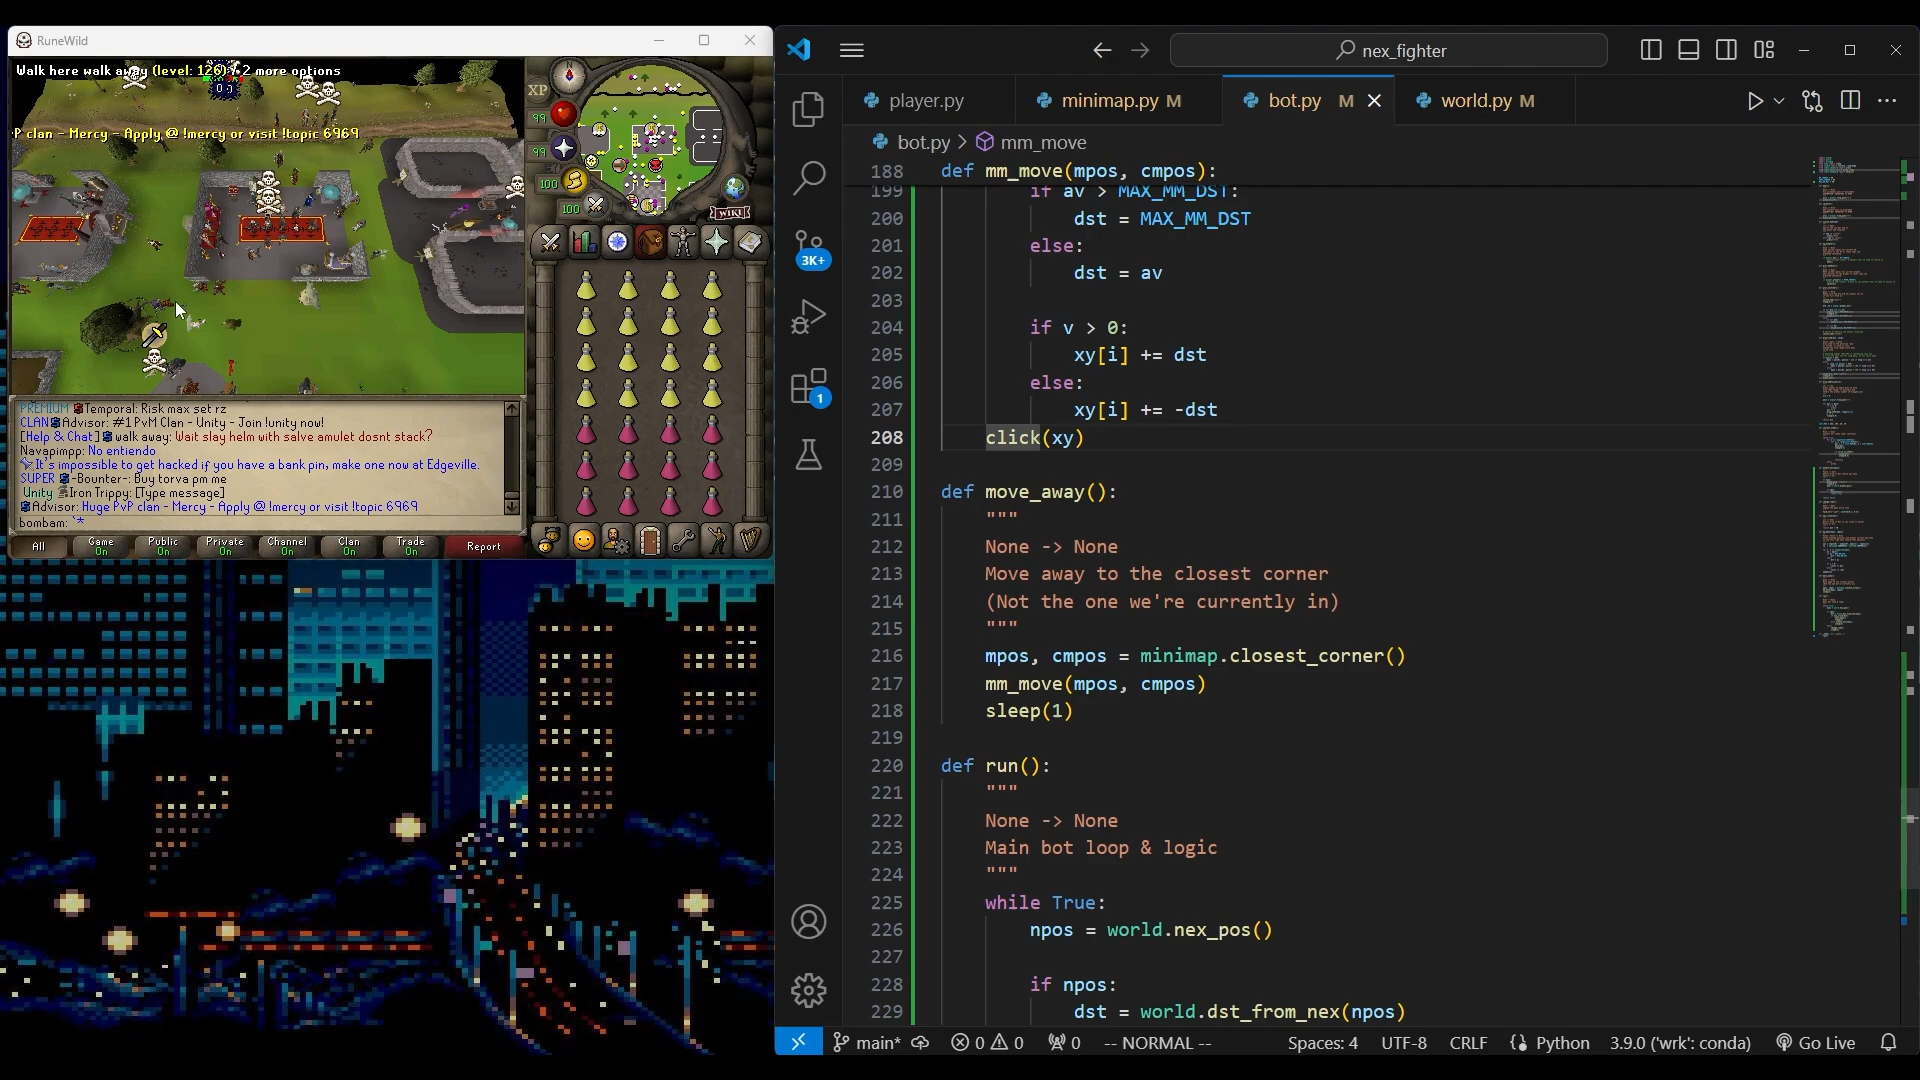 RuneWild
Walk here walk away (level: 126) / 2 more options
P clan - Mercy - Apply @ !mercy or visit !topic 6969
XP
99
99
100
100
WIKI
PREMIUM Temporal: Risk max set rz
CLAN Advisor: #1 PvM Clan - Unity - Join !unity now!
[Help & Chat] walk away: Wait slay helm with salve amulet dosnt stack?
Navapimpp: No entiendo
It's impossible to get hacked if you have a bank pin, make one now at Edgeville.
SUPER -Bounter-: Buy torva pm me
Unity Iron Trippy: [Type message]
Advisor: Huge PvP clan - Mercy - Apply @ !mercy or visit !topic 6969
bombam: `*
All
Game On
Public On
Private On
Channel On
Clan On
Trade On
Report
nex_fighter
player.py
minimap.py M
bot.py M
world.py M
bot.py > mm_move
3K+
1
188 def mm_move(mpos, cmpos):
199 if av > MAX_MM_DST:
200 dst = MAX_MM_DST
201 else:
202 dst = av
203
204 if v > 0:
205 xy[i] += dst
206 else:
207 xy[i] += -dst
208 click(xy)
209
210 def move_away():
211 """
212 None -> None
213 Move away to the closest corner
214 (Not the one we're currently in)
215 """
216 mpos, cmpos = minimap.closest_corner()
217 mm_move(mpos, cmpos)
218 sleep(1)
219
220 def run():
221 """
222 None -> None
223 Main bot loop & logic
224 """
225 while True:
226 npos = world.nex_pos()
227
228 if npos:
229 dst = world.dst_from_nex(npos)
main* 0 0 0 -- NORMAL -- Spaces: 4 UTF-8 CRLF Python 3.9.0 ('wrk': conda) Go Live